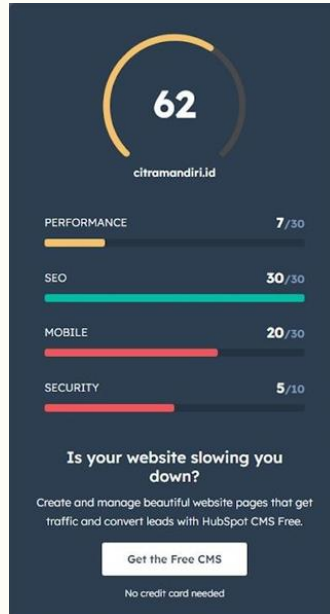 62
citramandiri.id
PERFORMANCE 7/30
SEO 30/30
MOBILE 20/30
SECURITY 5/10
Is your website slowing you
down?
Create and manage beautiful website pages that get
traffic and convert leads with HubSpot CMS Free.
Get the Free CMS
No credit card needed